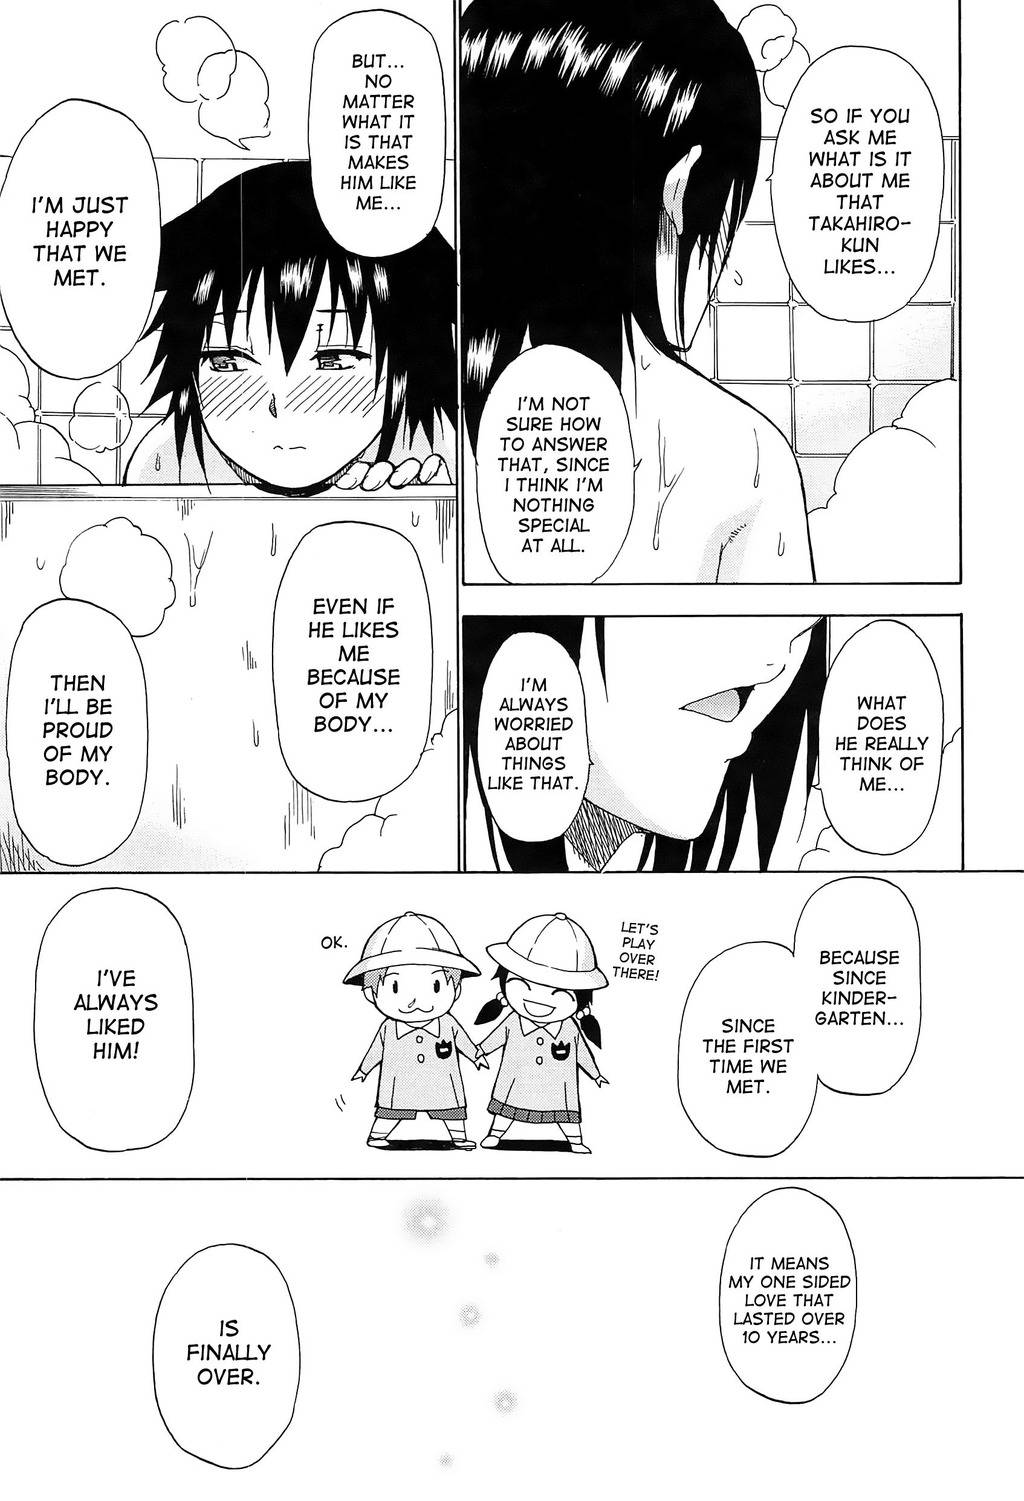 SO IF YOU
ASK ME
WHAT IS IT
ABOUT ME
THAT
TAKAHIRO-
KUN
LIKES...
I'M NOT
SURE HOW
TO ANSWER
THAT, SINCE
I THINK I'M
NOTHING
SPECIAL
AT ALL.
WHAT
DOES
HE REALLY
THINK OF
ME...
I'M
ALWAYS
WORRIED
ABOUT
THINGS
LIKE THAT.
BUT...
NO
MATTER
WHAT IT
IS THAT
MAKES
HIM LIKE
ME...
I'M JUST
HAPPY
THAT WE
MET.
EVEN IF
HE LIKES
ME
BECAUSE
OF MY
BODY...
THEN
I'LL BE
PROUD
OF MY
BODY.
BECAUSE
SINCE
KINDER-
GARTEN...
SINCE
THE FIRST
TIME WE
MET.
LET'S
PLAY
OVER
THERE!
OK.
I'VE
ALWAYS
LIKED
HIM!
IT MEANS
MY ONE SIDED
LOVE THAT
LASTED OVER
10 YEARS...
IS
FINALLY
OVER.